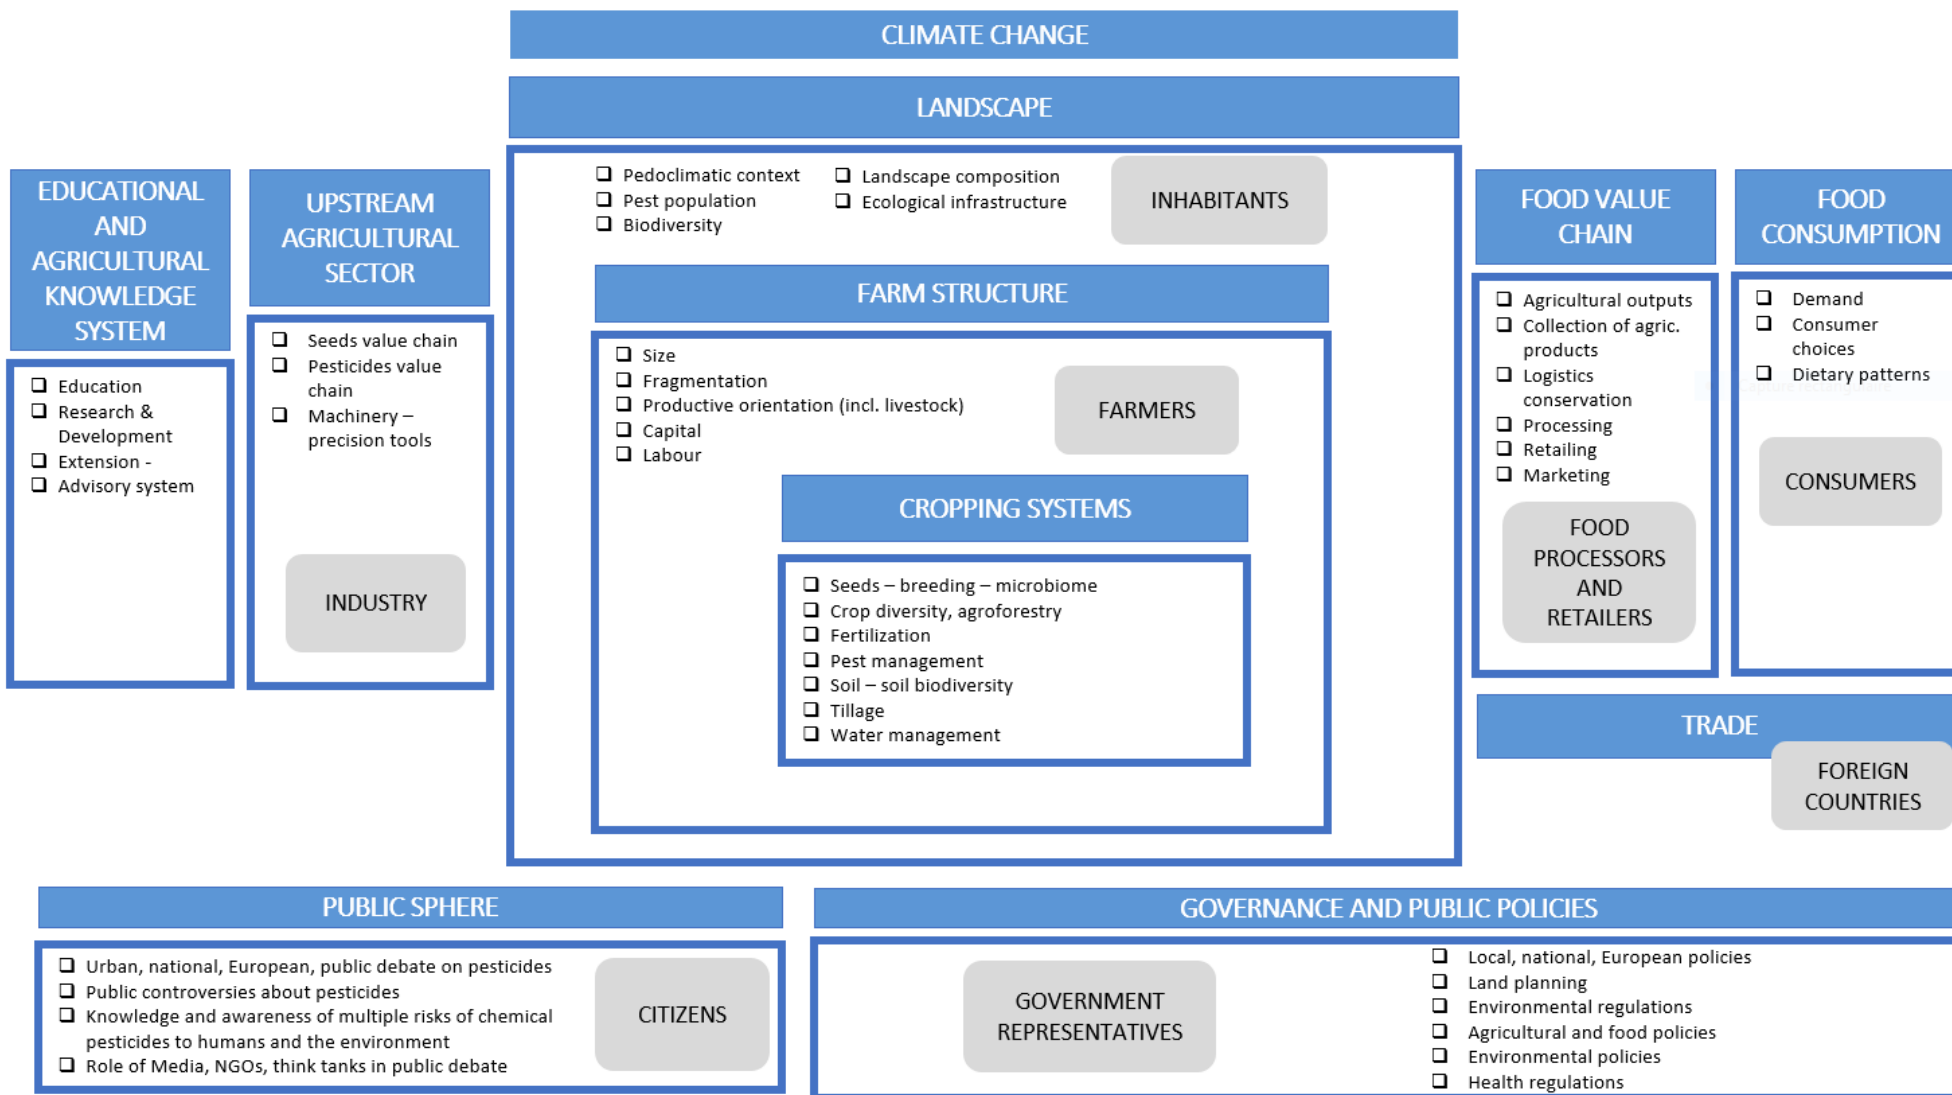 CLIMATE CHANGE
LANDSCAPE
EDUCATIONAL
AND
AGRICULTURAL
KNOWLEDGE
SYSTEM
❑ Education
❑ Research &
Development
❑ Extension -
❑ Advisory system
UPSTREAM
AGRICULTURAL
SECTOR
❑ Seeds value chain
❑ Pesticides value
chain
❑ Machinery –
precision tools
INDUSTRY
❑ Pedoclimatic context
❑ Pest population
❑ Biodiversity
❑ Landscape composition
❑ Ecological infrastructure
INHABITANTS
FARM STRUCTURE
❑ Size
❑ Fragmentation
❑ Productive orientation (incl. livestock)
❑ Capital
❑ Labour
FARMERS
CROPPING SYSTEMS
❑ Seeds – breeding – microbiome
❑ Crop diversity, agroforestry
❑ Fertilization
❑ Pest management
❑ Soil – soil biodiversity
❑ Tillage
❑ Water management
FOOD VALUE
CHAIN
❑ Agricultural outputs
❑ Collection of agric.
products
❑ Logistics
conservation
❑ Processing
❑ Retailing
❑ Marketing
FOOD
PROCESSORS
AND
RETAILERS
FOOD
CONSUMPTION
❑ Demand
❑ Consumer
choices
❑ Dietary patterns
CONSUMERS
TRADE
FOREIGN
COUNTRIES
PUBLIC SPHERE
❑ Urban, national, European, public debate on pesticides
❑ Public controversies about pesticides
❑ Knowledge and awareness of multiple risks of chemical
pesticides to humans and the environment
❑ Role of Media, NGOs, think tanks in public debate
CITIZENS
GOVERNANCE AND PUBLIC POLICIES
GOVERNMENT
REPRESENTATIVES
❑ Local, national, European policies
❑ Land planning
❑ Environmental regulations
❑ Agricultural and food policies
❑ Environmental policies
❑ Health regulations